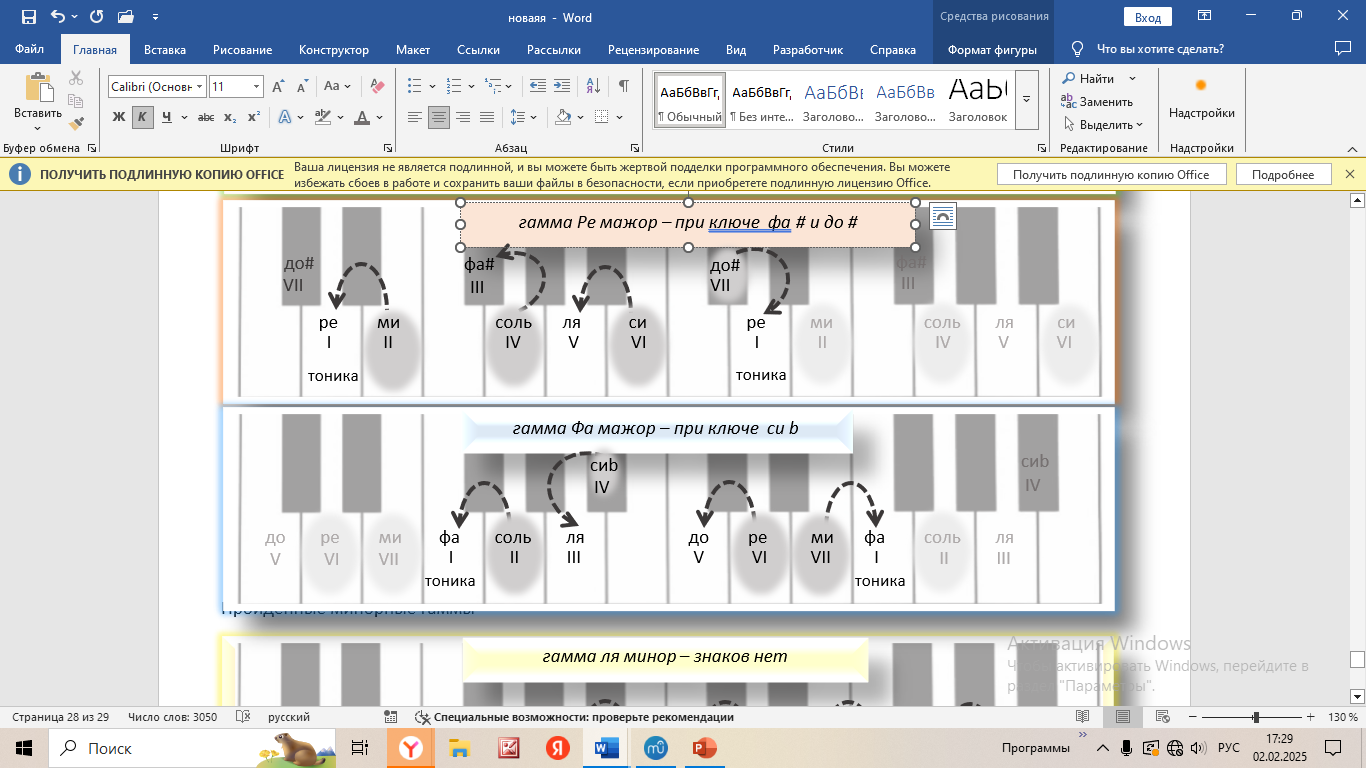 новаяя - Word
Средства рисования
Вход
Файл Главная Вставка Рисование Конструктор Макет Ссылки Рассылки Рецензирование Вид Разработчик Справка Формат фигуры Что вы хотите сделать?
Calibri (Основн 11
Вставить
Ж К Ч abc x₂ x²
АаБбВвГг, АаБбВвГг, АаБбВв АаБбВв АаБб
¶ Обычный ¶ Без инте... Заголово... Заголово... Заголовок
Найти
Заменить
Выделить
Настройки
Буфер обмена Шрифт Абзац Стили Редактирование Настройки
ПОЛУЧИТЬ ПОДЛИННУЮ КОПИЮ OFFICE
Ваша лицензия не является подлинной, и вы можете быть жертвой подделки программного обеспечения. Вы можете
избежать сбоев в работе и сохранить ваши файлы в безопасности, если приобретете подлинную лицензию Office.
Получить подлинную копию Office
Подробнее
гамма Ре мажор – при ключе фа # и до #
до# фа# до# фа#
VII III VII III
ре ми соль ля си ре ми соль ля си
I II IV V VI I II IV V VI
тоника тоника
гамма Фа мажор – при ключе си b
сиb сиb
IV IV
до ре ми фа соль ля до ре ми фа соль ля
V VI VII I II III V VI VII I II III
тоника тоника
Пройденные минорные гаммы
гамма ля минор – знаков нет
Активация Windows
Чтобы активировать Windows, перейдите в
раздел "Параметры".
Страница 28 из 29 Число слов: 3050 русский Специальные возможности: проверьте рекомендации 130 %
Поиск
Программы
РУС
17:29
02.02.2025